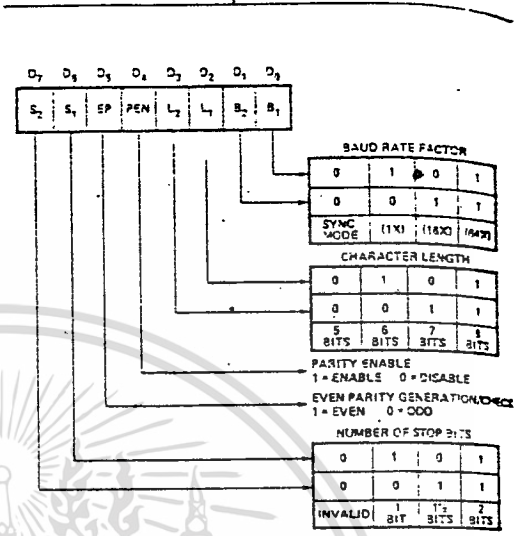 D₇ D₆ D₅ D₄ D₃ D₂ D₁ D₀
S₂ S₁ EP PEN L₂ L₁ B₂ B₁
BAUD RATE FACTOR
0 1 0 1
0 0 1 1
SYNC MODE (1X) (16X) (64X)
CHARACTER LENGTH
0 1 0 1
0 0 1 1
5 BITS 6 BITS 7 BITS 8 BITS
PARITY ENABLE
1 = ENABLE 0 = DISABLE
EVEN PARITY GENERATION/CHECK
1 = EVEN 0 = ODD
NUMBER OF STOP BITS
0 1 0 1
0 0 1 1
INVALID 1 BIT 1½ BITS 2 BITS